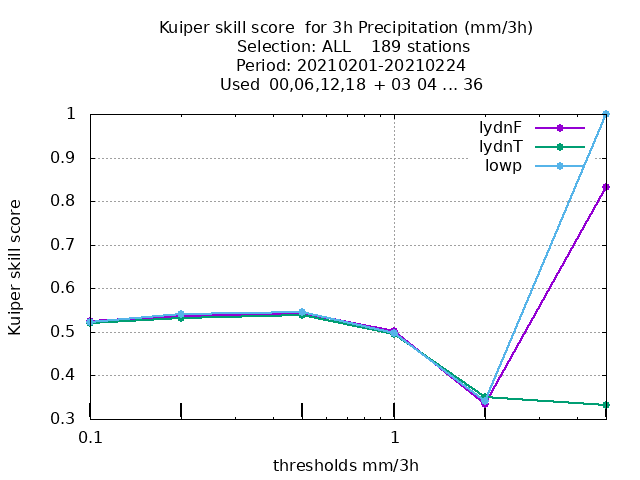 Kuiper skill score  for 3h Precipitation (mm/3h)
Selection: ALL    189 stations
Period: 20210201-20210224
Used 00,06,12,18 + 03 04 ... 36
lydnF
lydnT
lowp
1
0.9
0.8
0.7
0.6
0.5
0.4
0.3
Kuiper skill score
0.1
1
thresholds mm/3h